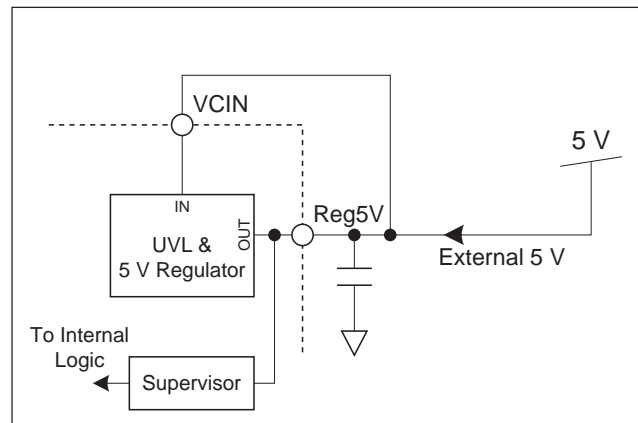 VCIN
5 V
IN
OUT
UVL &
5 V Regulator
Reg5V
External 5 V
To Internal
Logic
Supervisor